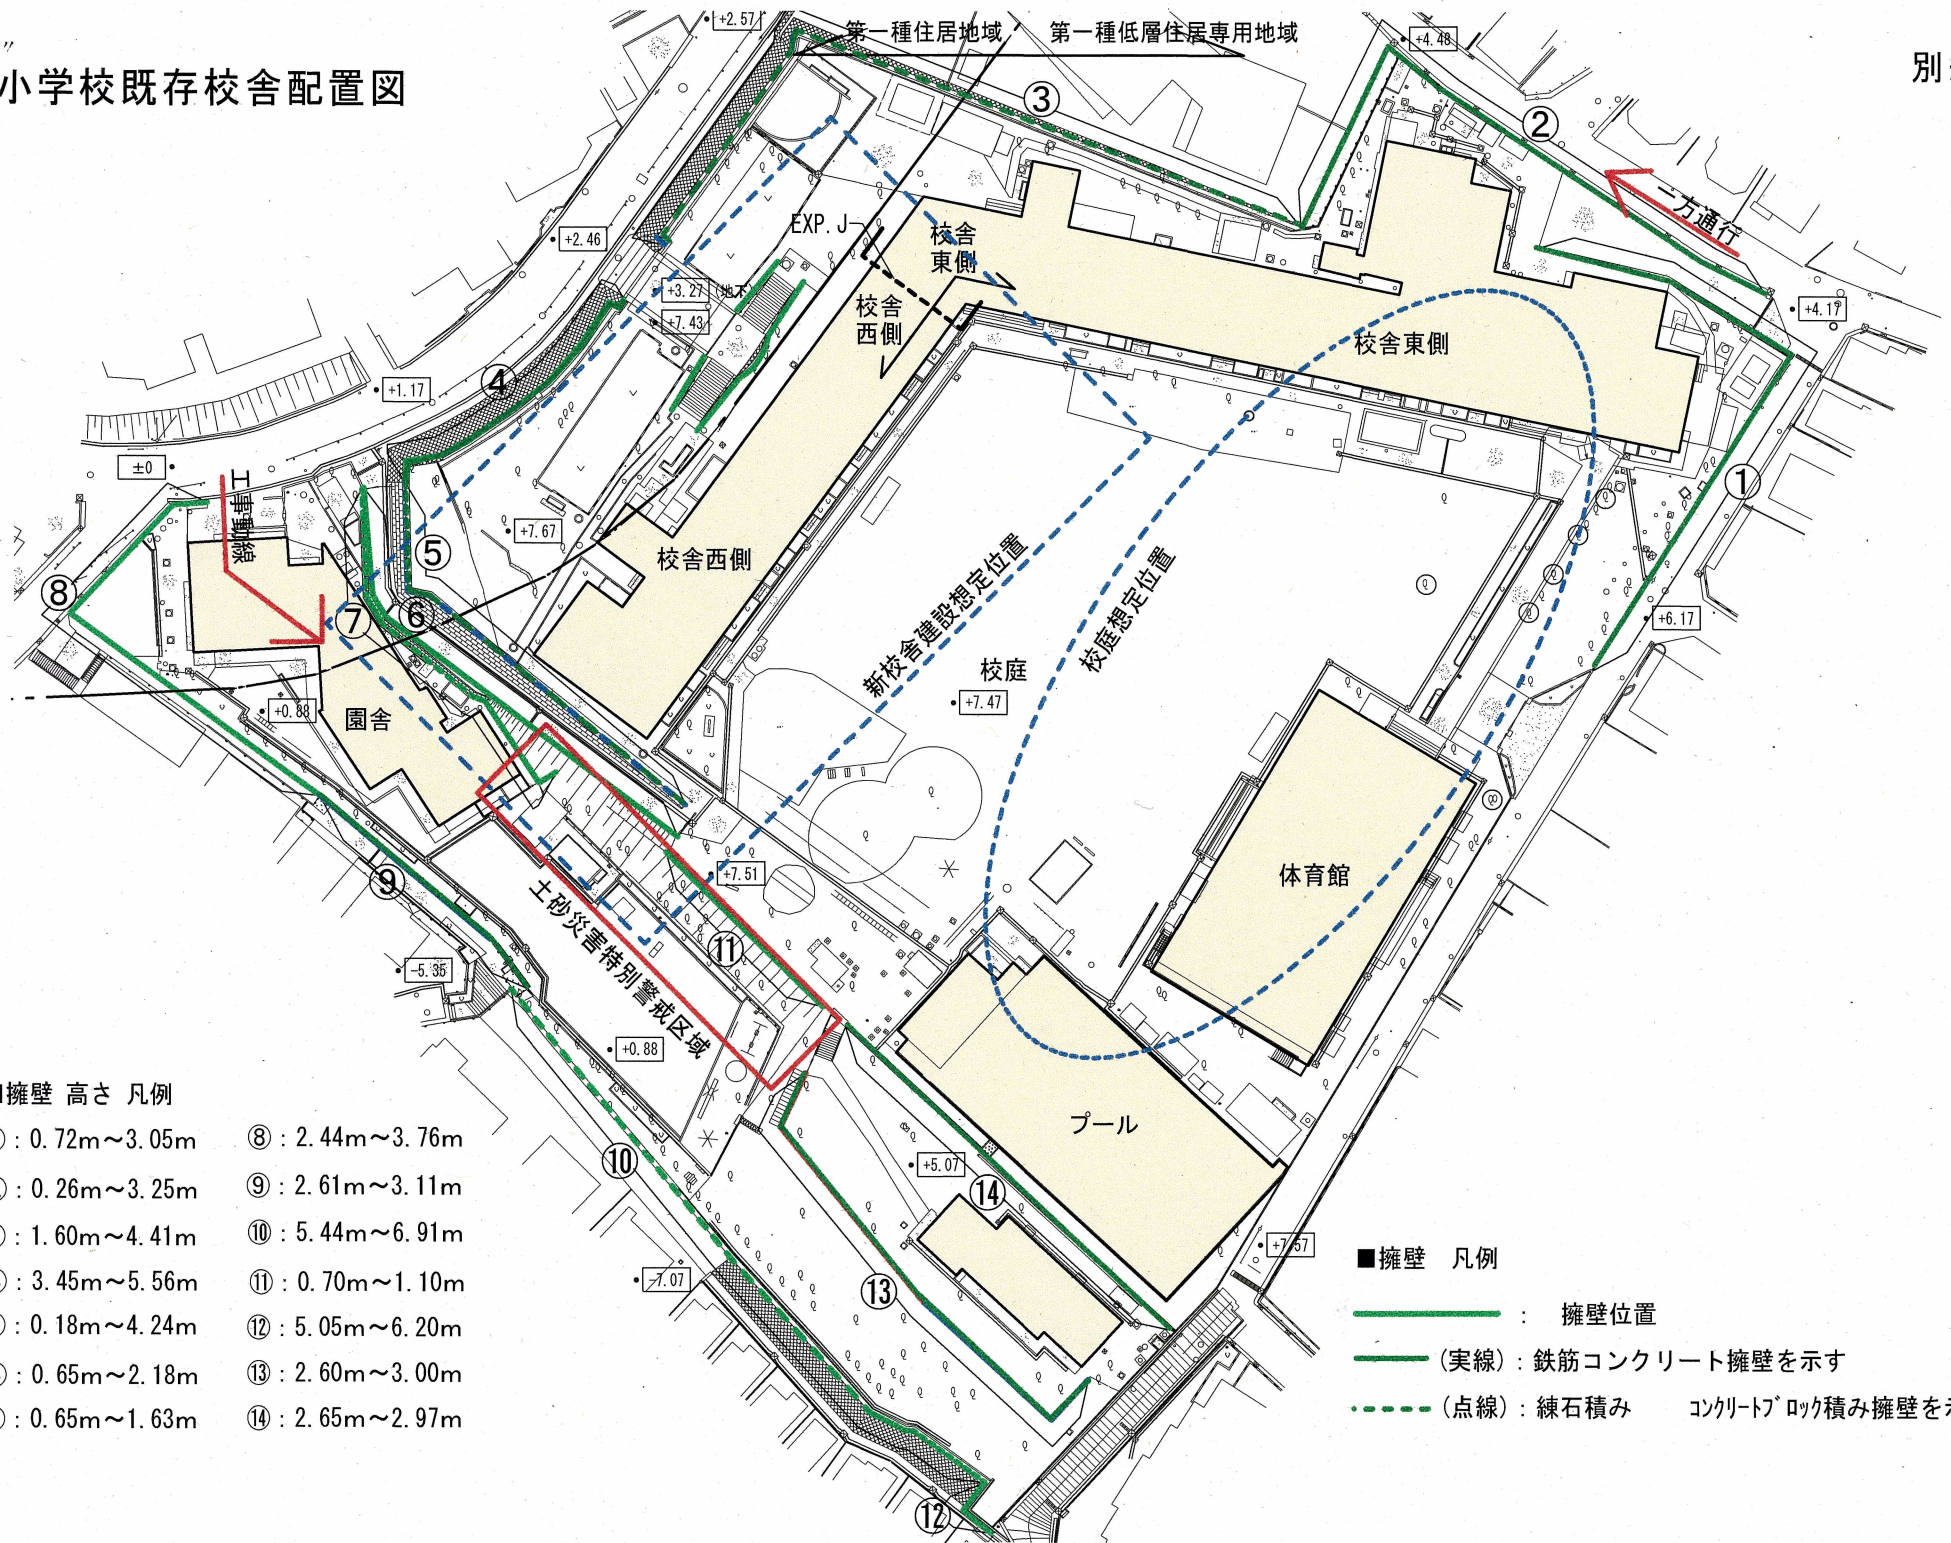 小学校既存校舎配置図
別
第一種住居地域
第一種低層住居専用地域
+2.57
+4.48
③
②
一方通行
+2.46
EXP. J
校舎
東側
校舎
西側
+3.27 (地下)
+7.43
+4.17
校舎東側
④
+1.17
±0
工事動線
①
+7.67
⑤
校舎西側
新校舎建設想定位置
校庭想定位置
⑧
⑦
⑥
+6.17
校庭
+7.47
+0.88
園舎
+7.51
体育館
⑨
土砂災害特別警戒区域
⑪
-5.35
+0.88
プール
⑩
+5.07
⑭
+7.57
-7.07
⑬
⑫
擁壁 高さ 凡例
: 0.72m～3.05m
⑧ : 2.44m～3.76m
: 0.26m～3.25m
⑨ : 2.61m～3.11m
: 1.60m～4.41m
⑩ : 5.44m～6.91m
: 3.45m～5.56m
⑪ : 0.70m～1.10m
: 0.18m～4.24m
⑫ : 5.05m～6.20m
: 0.65m～2.18m
⑬ : 2.60m～3.00m
: 0.65m～1.63m
⑭ : 2.65m～2.97m
■擁壁 凡例
: 擁壁位置
(実線) : 鉄筋コンクリート擁壁を示す
(点線) : 練石積み コンクリートブロック積み擁壁を